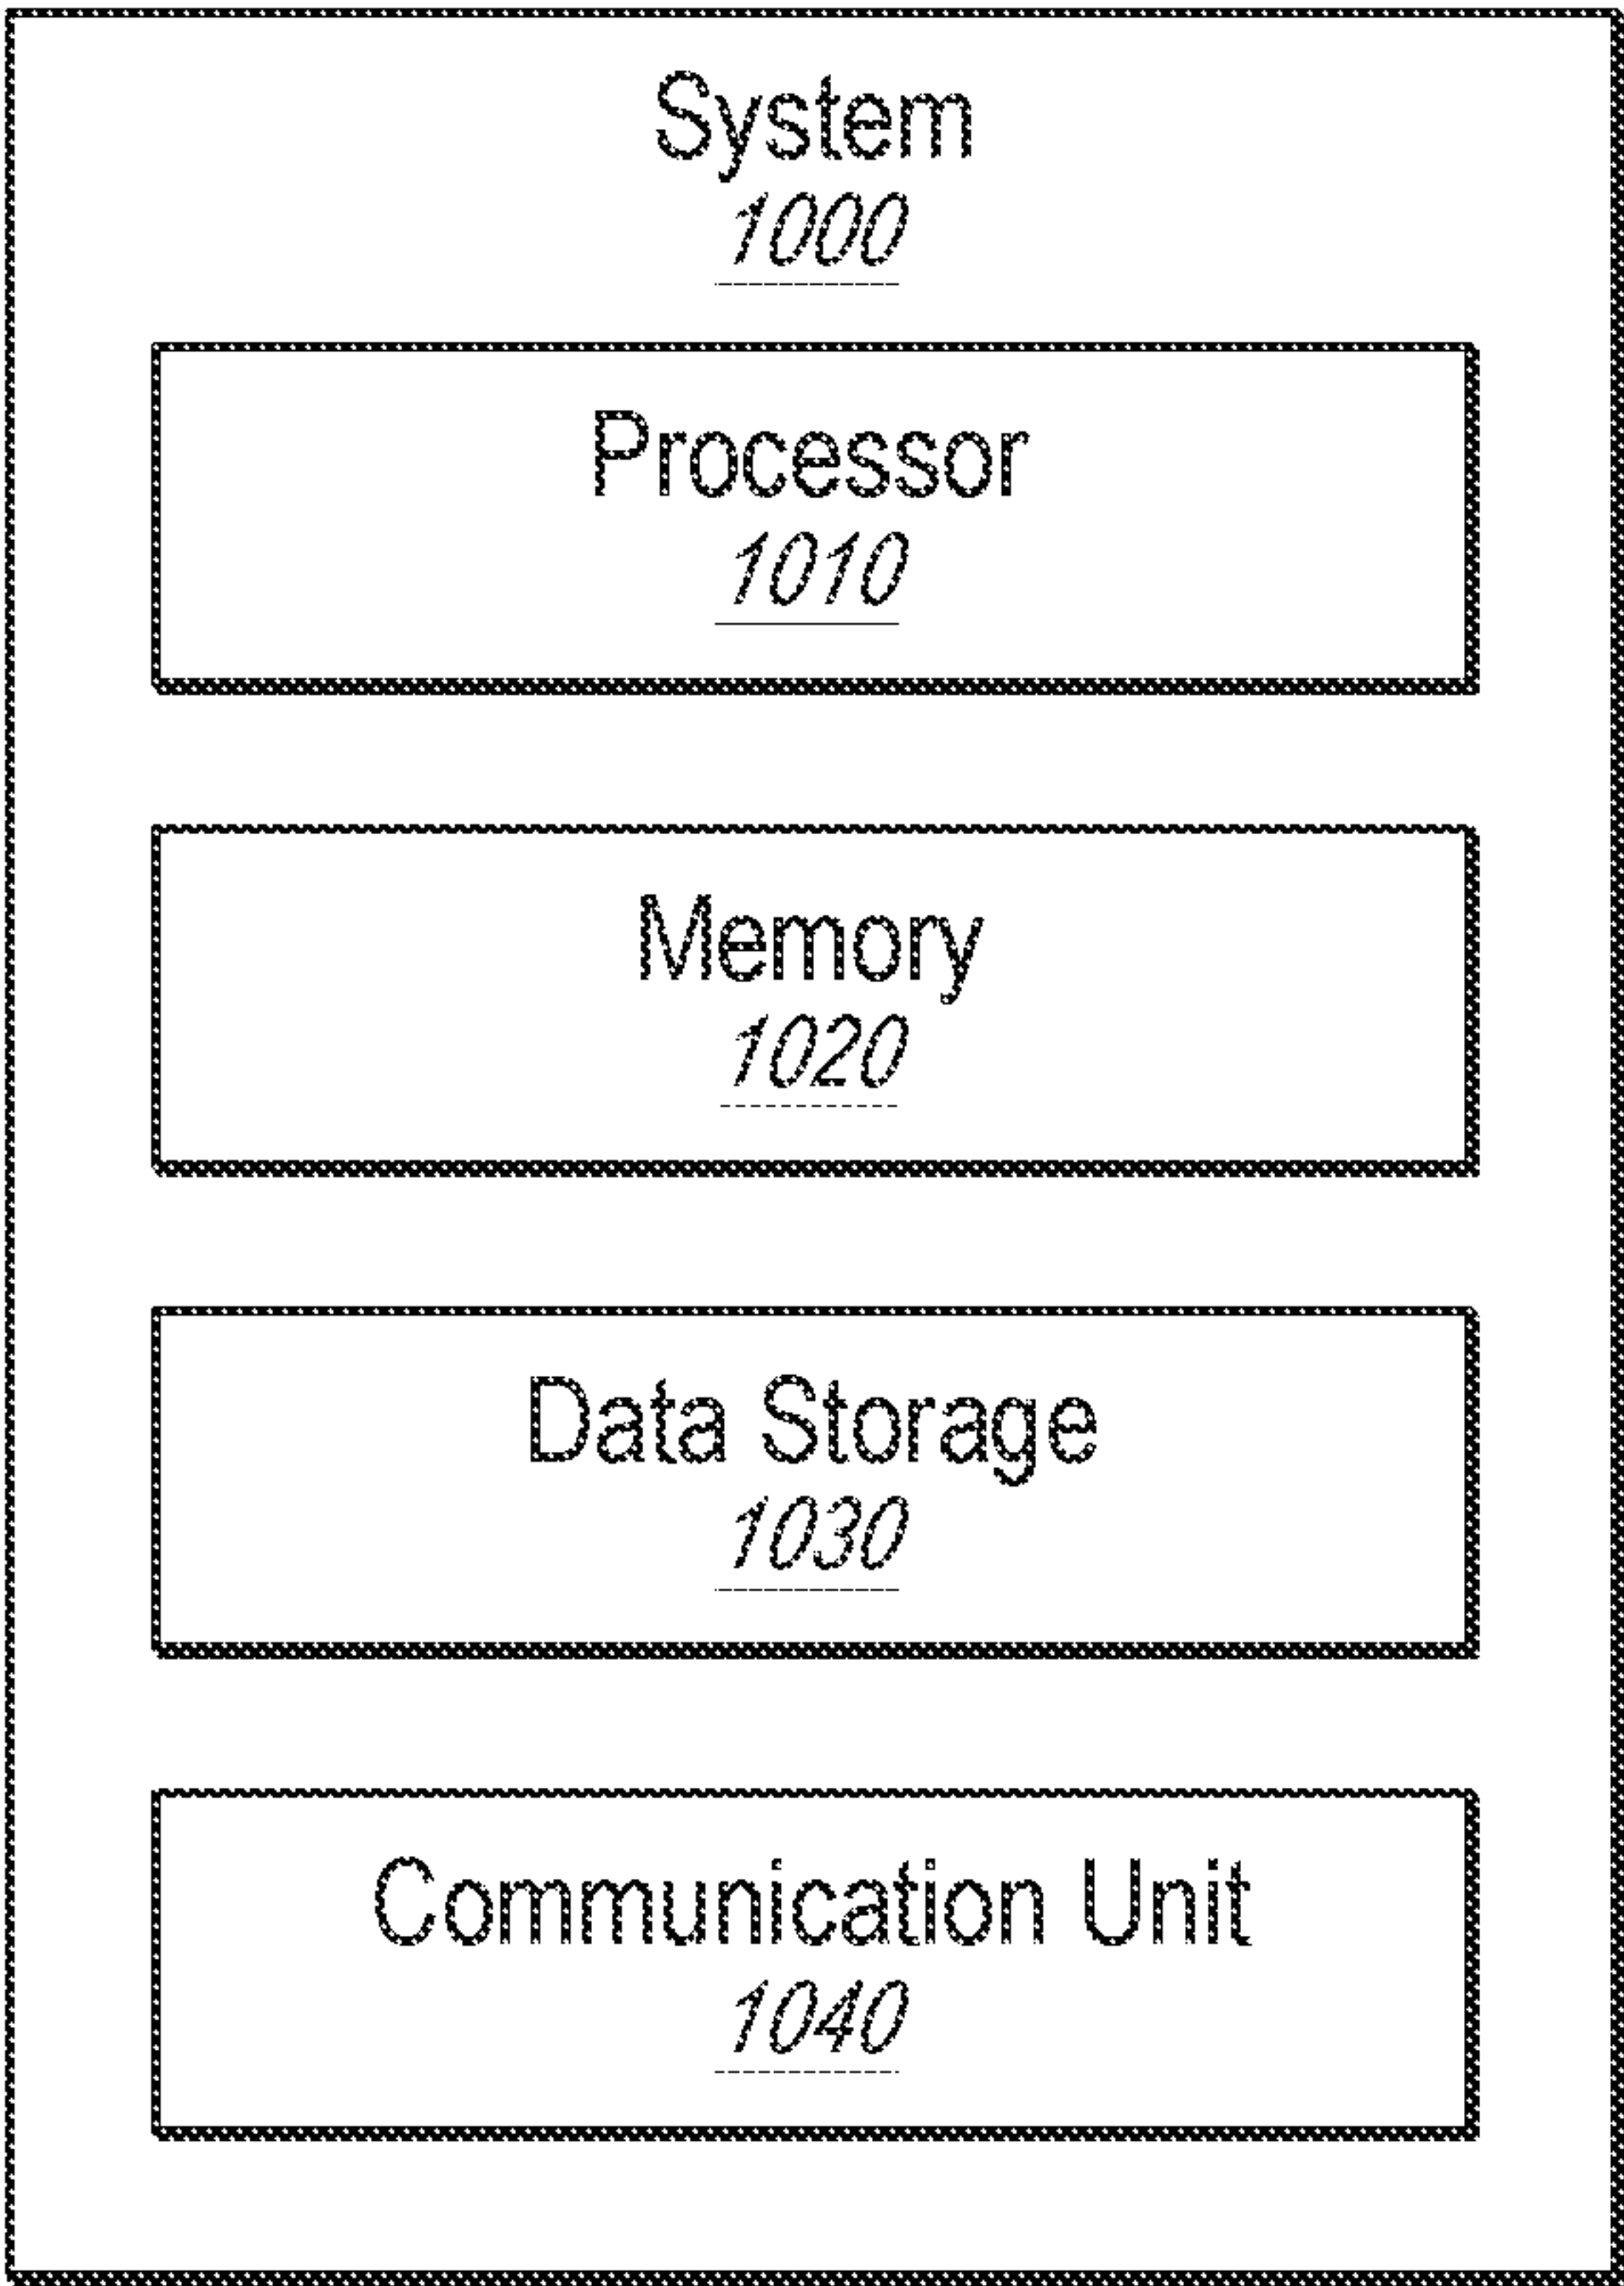 System
1000
Processor
1010
Memory
1020
Data Storage
1030
Communication Unit
1040